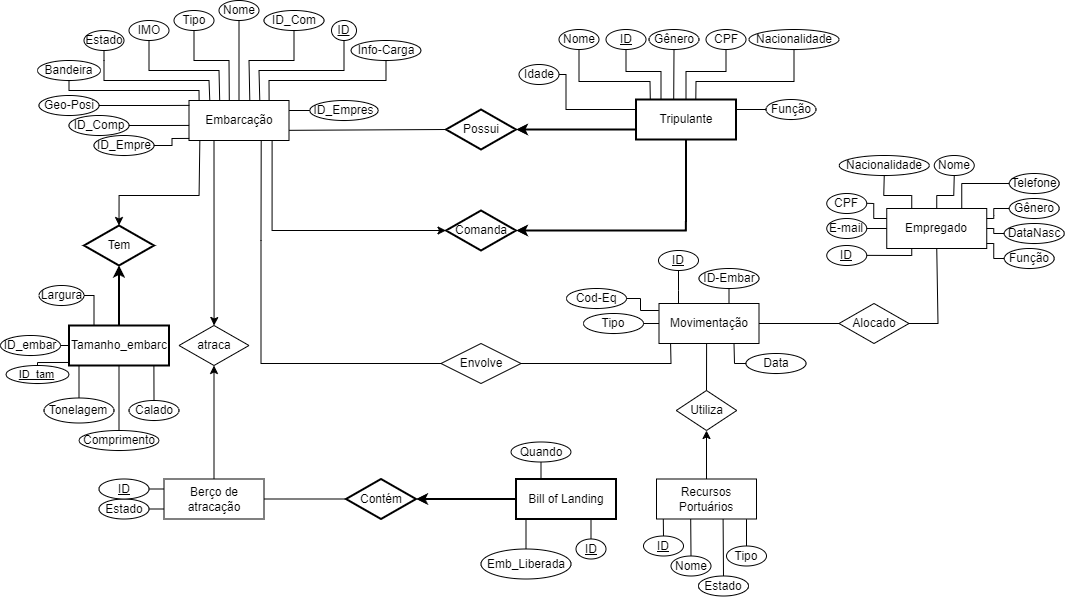 Nome
IMO
Tipo
ID_Com
ID
Estado
Info-Carga
Bandeira
Geo-Posi
ID_Comp
ID_Empre
Embarcação
ID_Empres
Possui
Nome
ID
Gênero
CPF
Nacionalidade
Idade
Tripulante
Função
Comanda
Tem
Nacionalidade
Nome
Telefone
CPF
Gênero
E-mail
Empregado
DataNasc
ID
Função
ID
ID-Embar
Cod-Eq
Tipo
Movimentação
Alocado
Data
Largura
ID_embar
Tamanho_embarc
ID_tam
Tonelagem
Calado
Comprimento
atraca
Envolve
Utiliza
ID
Estado
Berço de
atracação
Contém
Quando
Bill of Landing
Emb_Liberada
ID
Recursos
Portuários
ID
Nome
Estado
Tipo